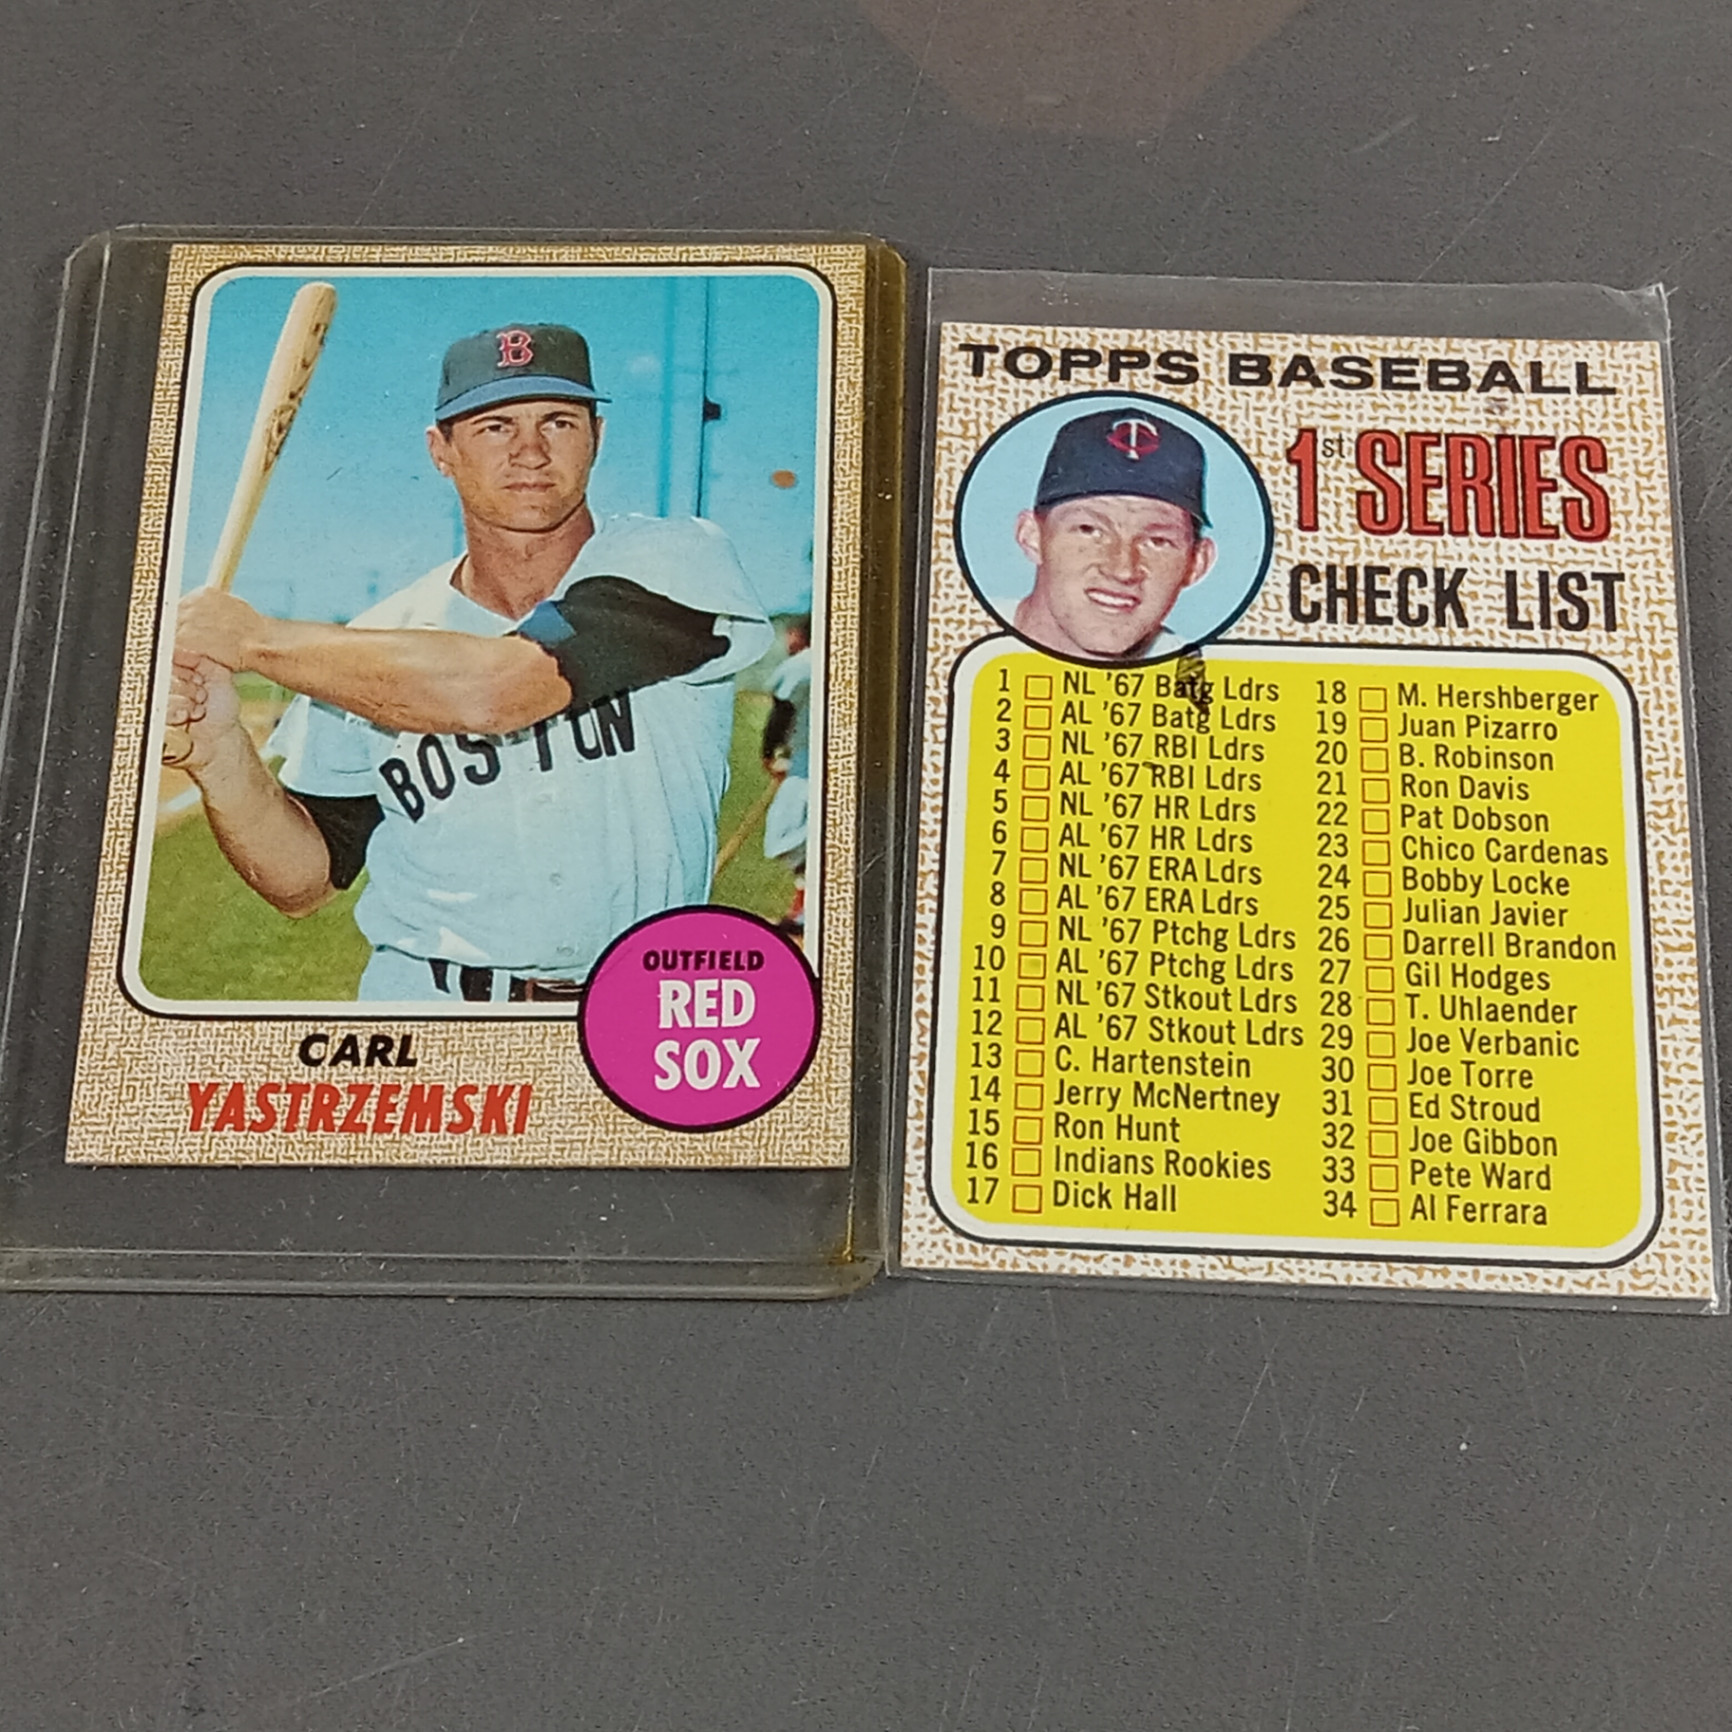 B
BOSTON
OUTFIELD
RED
SOX
CARL
YASTRZEMSKI
TOPPS BASEBALL
1st SERIES
CHECK LIST
TC
1 NL '67 Batg Ldrs
2 AL '67 Batg Ldrs
3 NL '67 RBI Ldrs
4 AL '67 RBI Ldrs
5 NL '67 HR Ldrs
6 AL '67 HR Ldrs
7 NL '67 ERA Ldrs
8 AL '67 ERA Ldrs
9 NL '67 Ptchg Ldrs
10 AL '67 Ptchg Ldrs
11 NL '67 Stkout Ldrs
12 AL '67 Stkout Ldrs
13 C. Hartenstein
14 Jerry McNertney
15 Ron Hunt
16 Indians Rookies
17 Dick Hall
18 M. Hershberger
19 Juan Pizarro
20 B. Robinson
21 Ron Davis
22 Pat Dobson
23 Chico Cardenas
24 Bobby Locke
25 Julian Javier
26 Darrell Brandon
27 Gil Hodges
28 T. Uhlaender
29 Joe Verbanic
30 Joe Torre
31 Ed Stroud
32 Joe Gibbon
33 Pete Ward
34 Al Ferrara